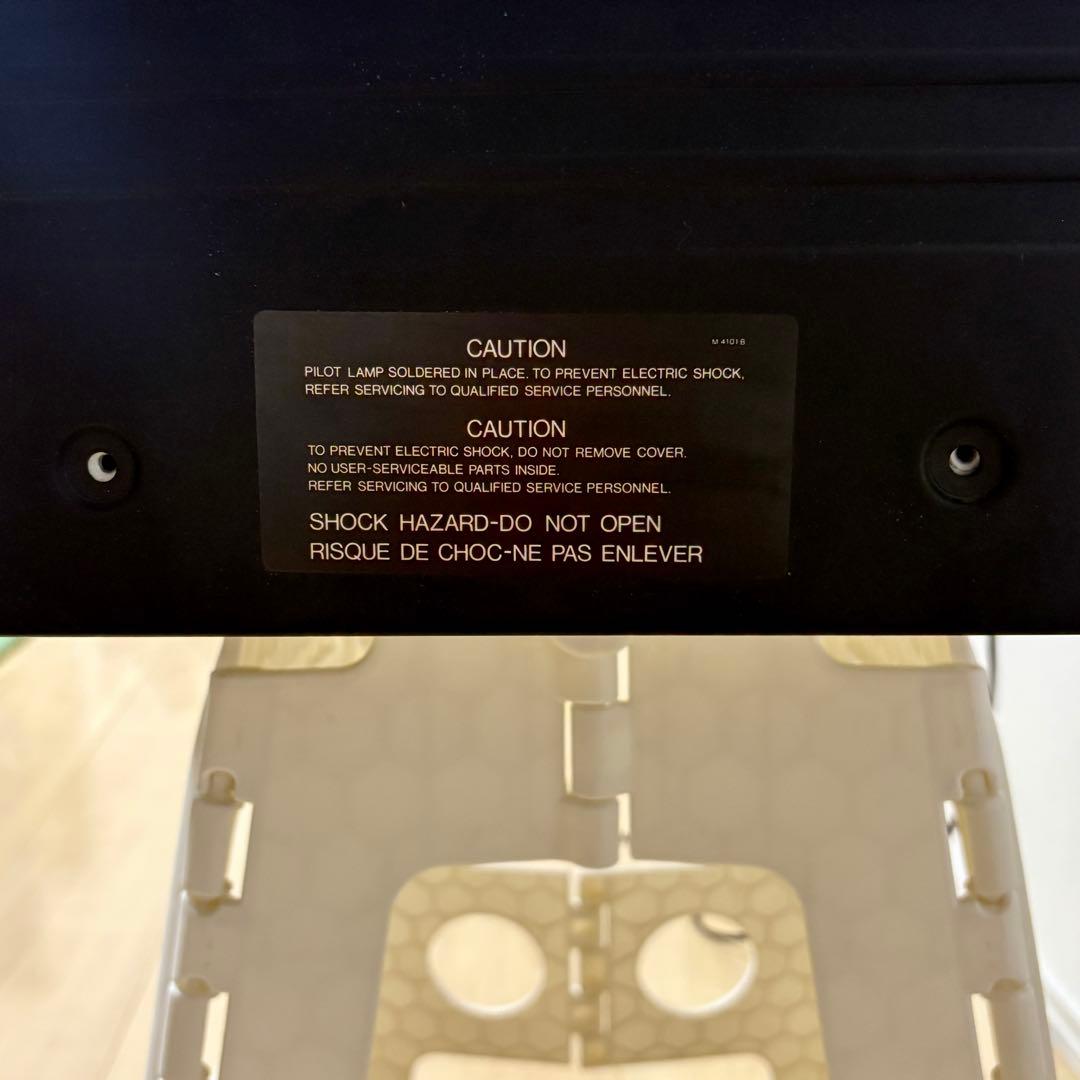 CAUTION
M 4101B
PILOT LAMP SOLDERED IN PLACE. TO PREVENT ELECTRIC SHOCK,
REFER SERVICING TO QUALIFIED SERVICE PERSONNEL.
CAUTION
TO PREVENT ELECTRIC SHOCK, DO NOT REMOVE COVER.
NO USER-SERVICEABLE PARTS INSIDE.
REFER SERVICING TO QUALIFIED SERVICE PERSONNEL.
SHOCK HAZARD-DO NOT OPEN
RISQUE DE CHOC-NE PAS ENLEVER